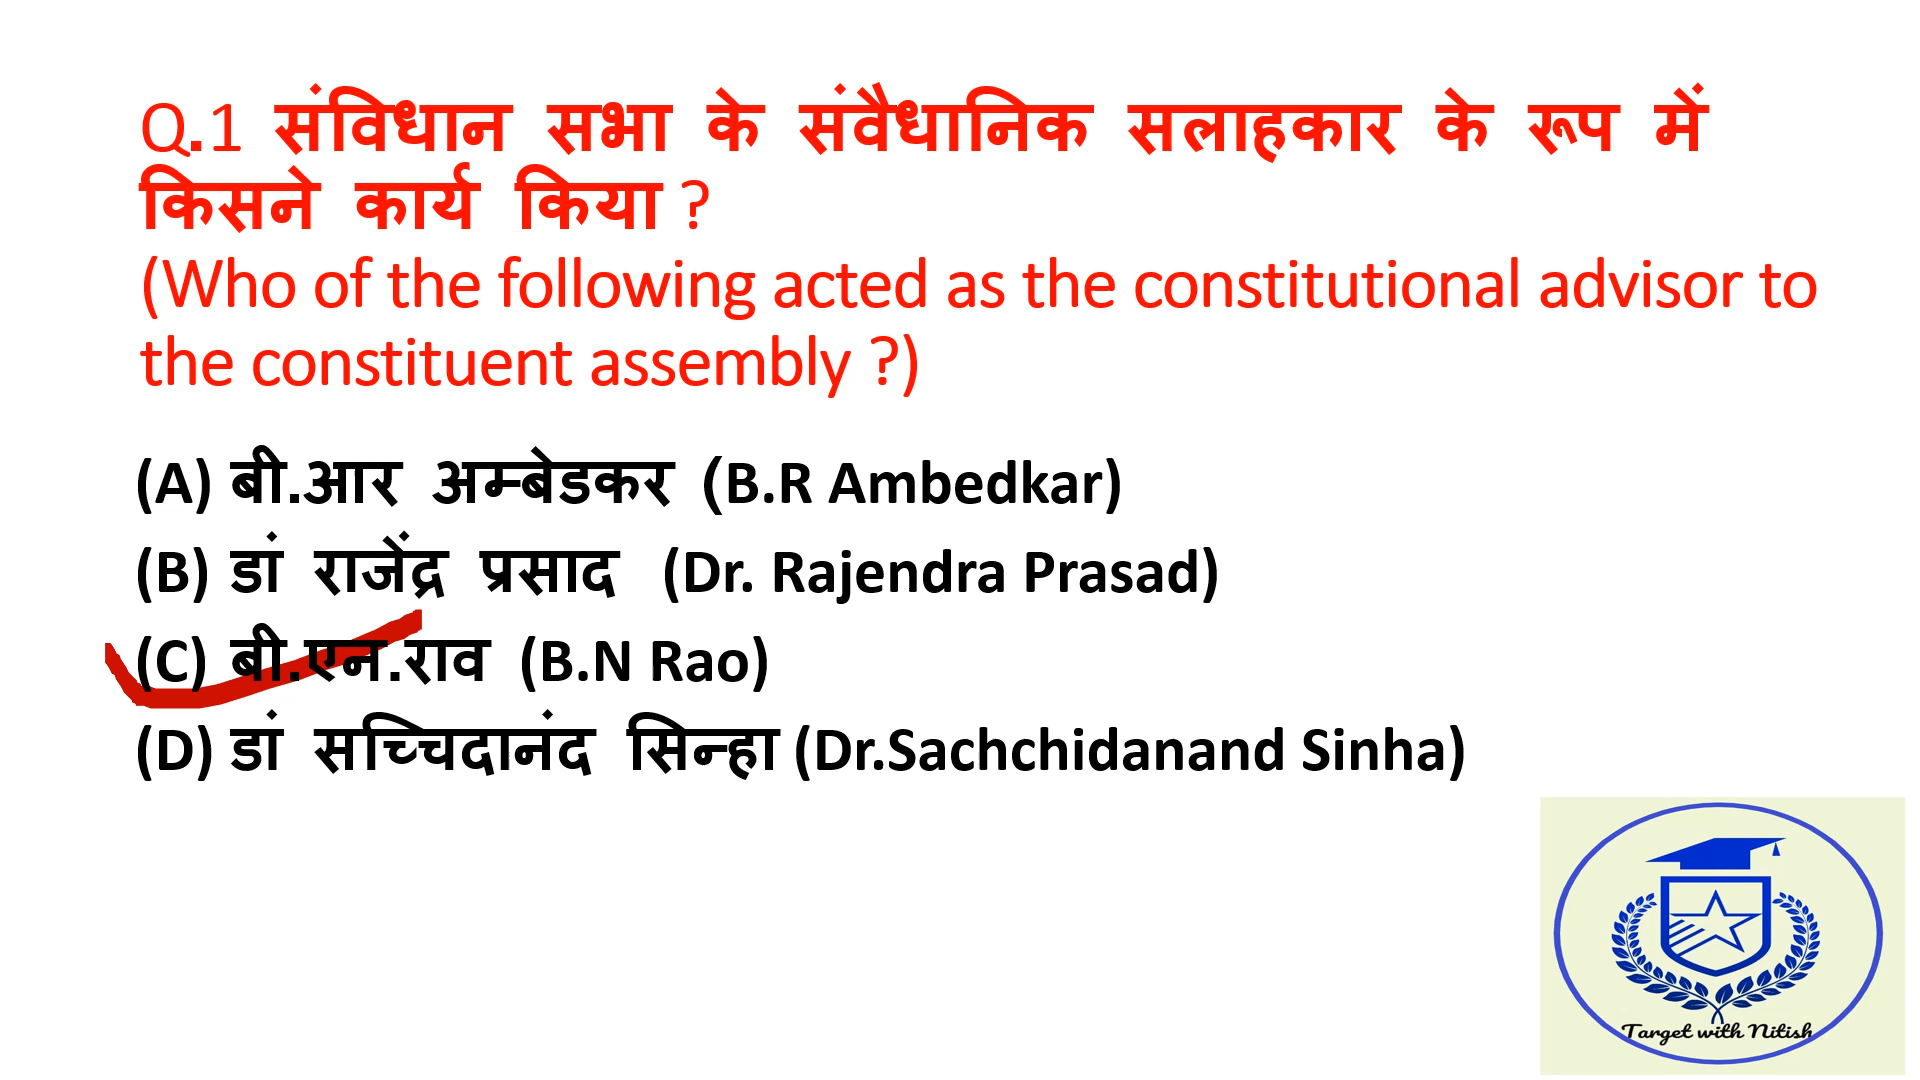 Q.1 संविधान सभा के संवैधानिक सलाहकार के रूप में
किसने कार्य किया ?
(Who of the following acted as the constitutional advisor to
the constituent assembly ?)
(A) बी.आर अम्बेडकर (B.R Ambedkar)
(B) डां राजेंद्र प्रसाद (Dr. Rajendra Prasad)
(C) बी.एन.राव (B.N Rao)
(D) डां सच्चिदानंद सिन्हा (Dr.Sachchidanand Sinha)
Target with Nitish